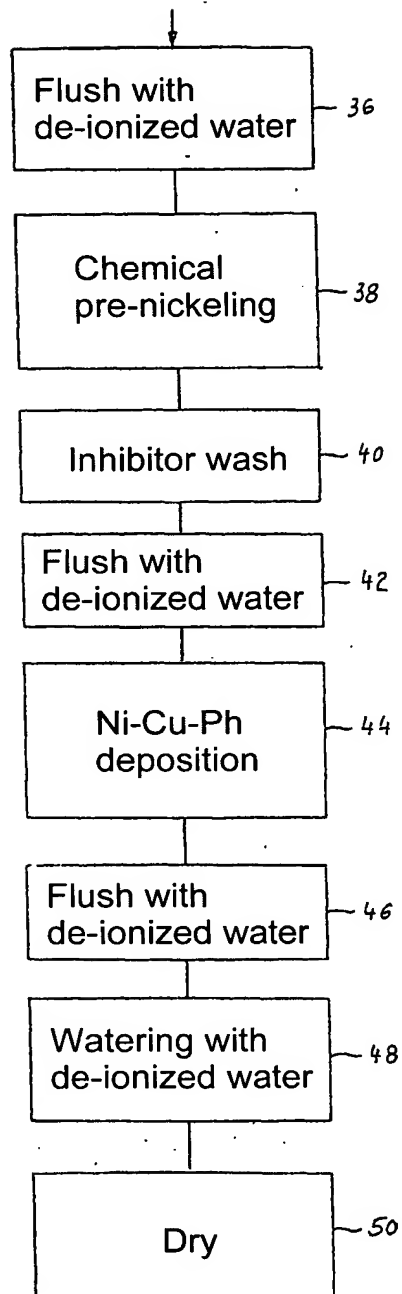 Flush with
de-ionized water
36
Chemical
pre-nickeling
38
Inhibitor wash
40
Flush with
de-ionized water
42
Ni-Cu-Ph
deposition
44
Flush with
de-ionized water
46
Watering with
de-ionized water
48
Dry
50